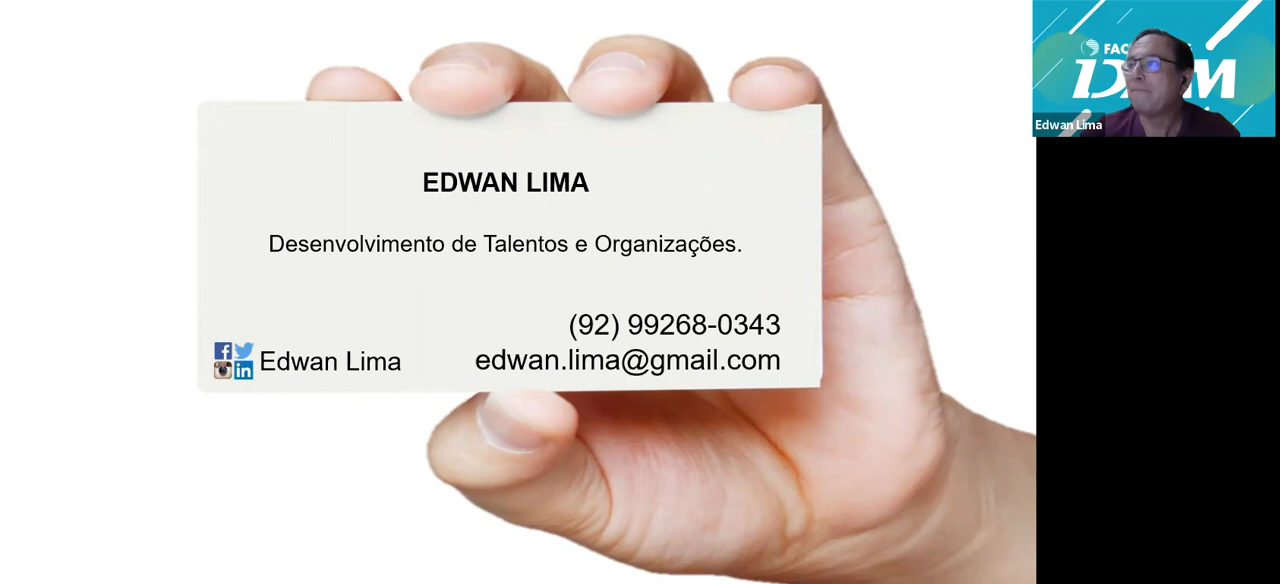 EDWAN LIMA
Desenvolvimento de Talentos e Organizações.
(92) 99268-0343
Edwan Lima
edwan.lima@gmail.com
Edwan Lima